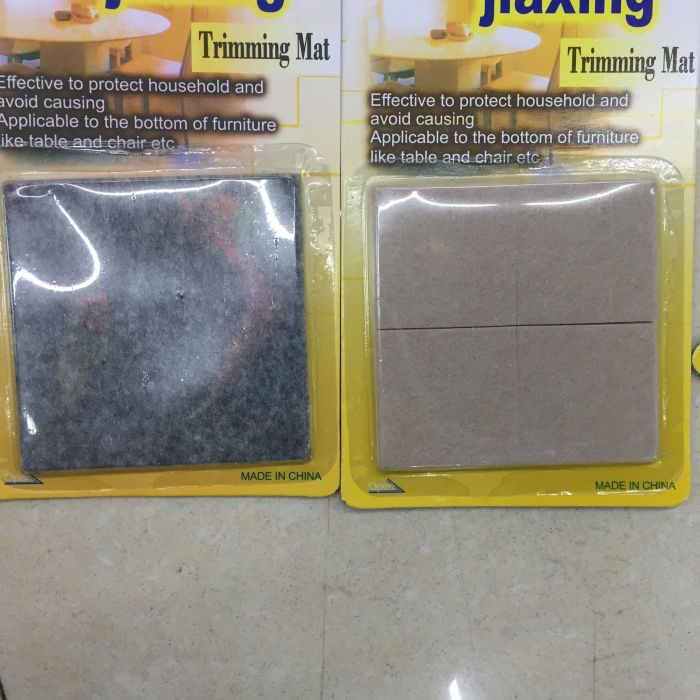 Trimming Mat
Effective to protect household and
avoid causing
Applicable to the bottom of furniture
like table and chair etc
Open
MADE IN CHINA
jiaxing
Trimming Mat
Effective to protect household and
avoid causing
Applicable to the bottom of furniture
like table and chair etc
Open
MADE IN CHINA